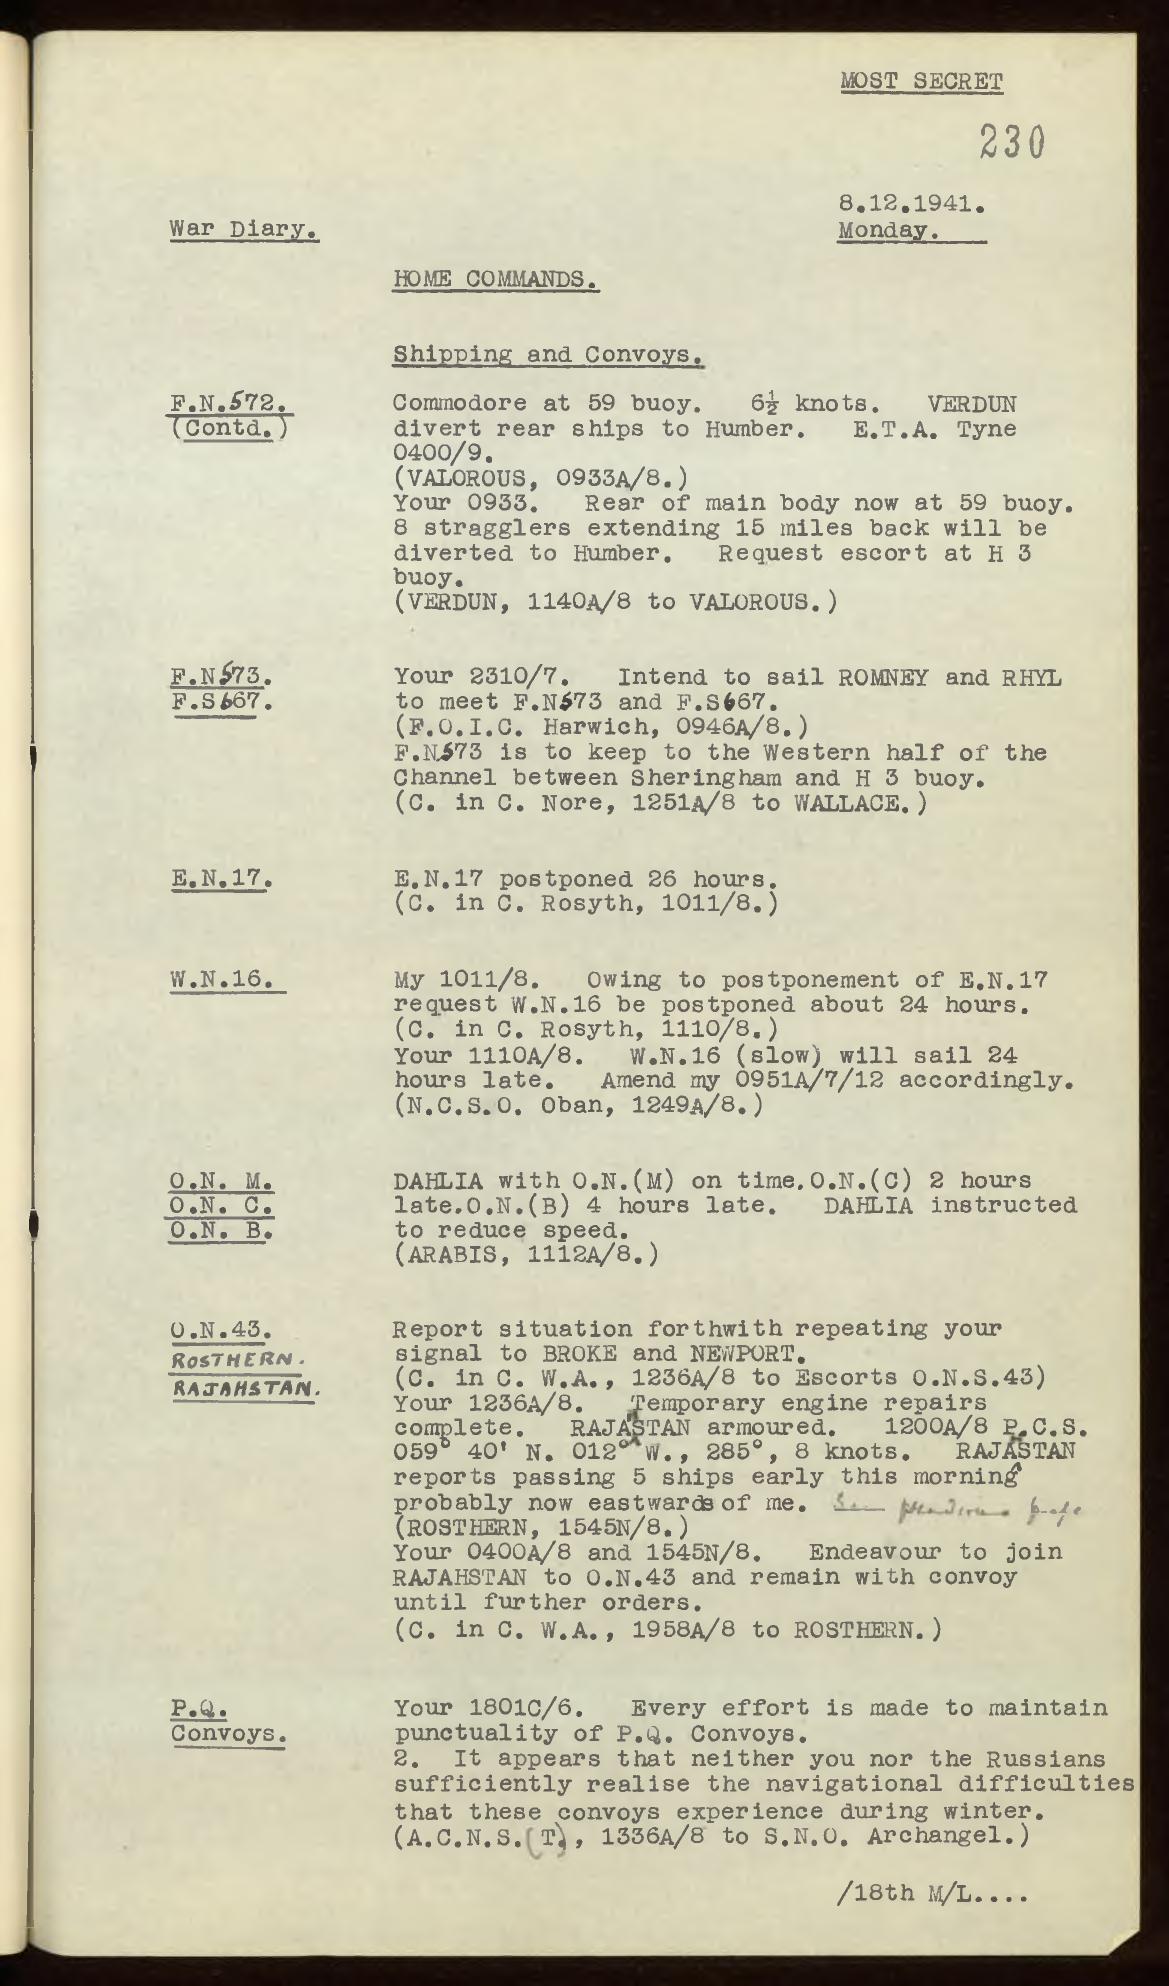 MOST SECRET
230
8.12.1941.
War Diary.
Monday.
HOME COMMANDS.
Shipping and Convoys.
F.N.572.
(Contd.)
Commodore at 59 buoy. 6½ knots. VERDUN
divert rear ships to Humber. E.T.A. Tyne
0400/9.
(VALOROUS, 0933A/8.)
Your 0933. Rear of main body now at 59 buoy.
8 stragglers extending 15 miles back will be
diverted to Humber. Request escort at H 3
buoy.
(VERDUN, 1140A/8 to VALOROUS.)
F.N573.
F.S667.
Your 2310/7. Intend to sail ROMNEY and RHYL
to meet F.N573 and F.S667.
(F.O.I.C. Harwich, 0946A/8.)
F.N.573 is to keep to the Western half of the
Channel between Sheringham and H 3 buoy.
(C. in C. Nore, 1251A/8 to WALLACE.)
E.N.17.
E.N.17 postponed 26 hours.
(C. in C. Rosyth, 1011/8.)
W.N.16.
My 1011/8. Owing to postponement of E.N.17
request W.N.16 be postponed about 24 hours.
(C. in C. Rosyth, 1110/8.)
Your 1110A/8. W.N.16 (slow) will sail 24
hours late. Amend my 0951A/7/12 accordingly.
(N.C.S.O. Oban, 1249A/8.)
O.N. M.
O.N. C.
O.N. B.
DAHLIA with O.N.(M) on time.O.N.(C) 2 hours
late.O.N.(B) 4 hours late. DAHLIA instructed
to reduce speed.
(ARABIS, 1112A/8.)
O.N.43.
ROSTHERN.
RAJAHSTAN.
Report situation forthwith repeating your
signal to BROKE and NEWPORT.
(C. in C. W.A., 1236A/8 to Escorts O.N.S.43)
Your 1236A/8. Temporary engine repairs
complete. RAJAHSTAN armoured. 1200A/8 P.C.S.
059° 40' N. 012° W., 285°, 8 knots. RAJAHSTAN
reports passing 5 ships early this morning
probably now eastwards of me. page
(ROSTHERN, 1545N/8.)
Your 0400A/8 and 1545N/8. Endeavour to join
RAJAHSTAN to O.N.43 and remain with convoy
until further orders.
(C. in C. W.A., 1958A/8 to ROSTHERN.)
P.Q.
Convoys.
Your 1801C/6. Every effort is made to maintain
punctuality of P.Q. Convoys.
2. It appears that neither you nor the Russians
sufficiently realise the navigational difficulties
that these convoys experience during winter.
(A.C.N.S.(T), 1336A/8 to S.N.O. Archangel.)
/18th M/L....